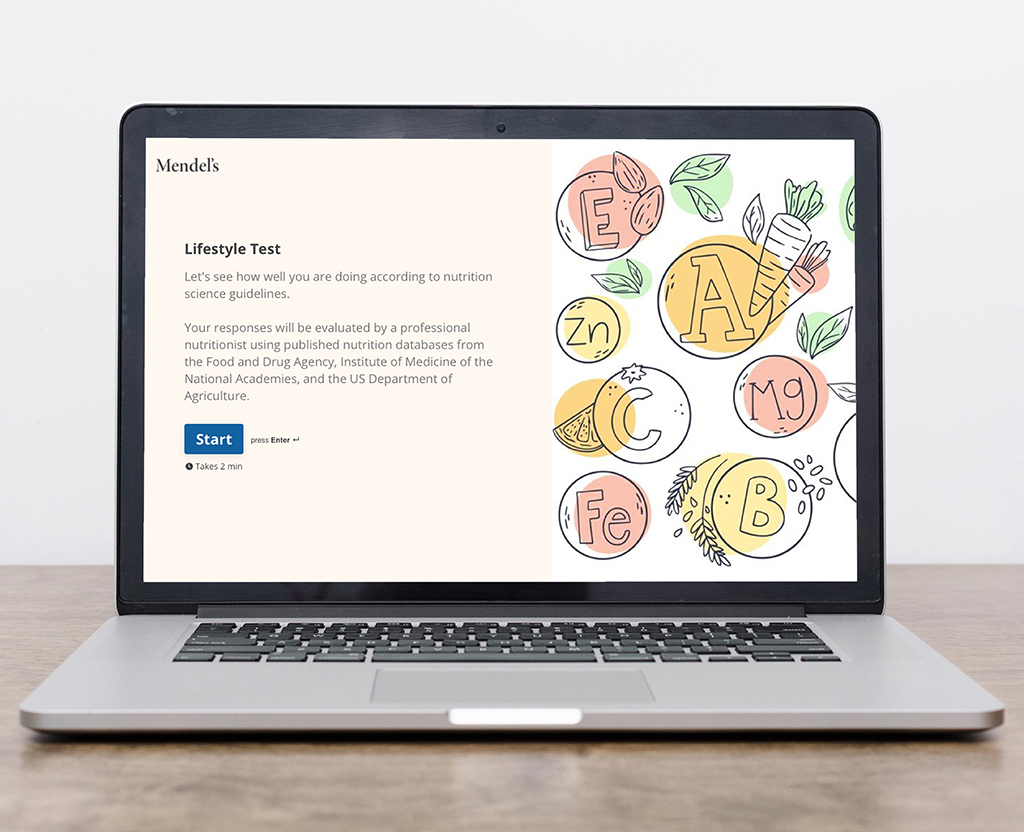 Mendel's
Lifestyle Test
Let's see how well you are doing according to nutrition
science guidelines.
Your responses will be evaluated by a professional
nutritionist using published nutrition databases from
the Food and Drug Agency, Institute of Medicine of the
National Academies, and the US Department of
Agriculture.
Start
press Enter ↵
Takes 2 min
E
A
Zn
C
Mg
Fe
B